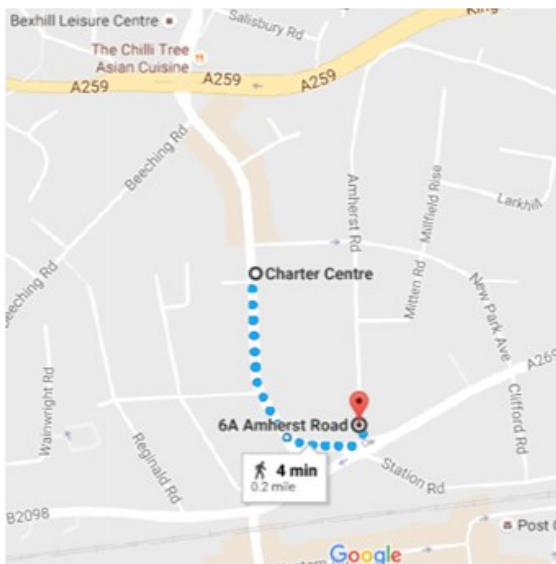 Bexhill Leisure Centre
Salisbury Rd
King
The Chilli Tree
Asian Cuisine
A259
A259
A259
Beeching Rd
Amherst Rd
Millfield Rise
Larkhill
Mitten Rd
Beeching Rd
Charter Centre
New Park Ave
A269
Wainwright Rd
6A Amherst Road
Clifford Rd
Reginald Rd
4 min
0.2 mile
Station Rd
B2098
Post
Google